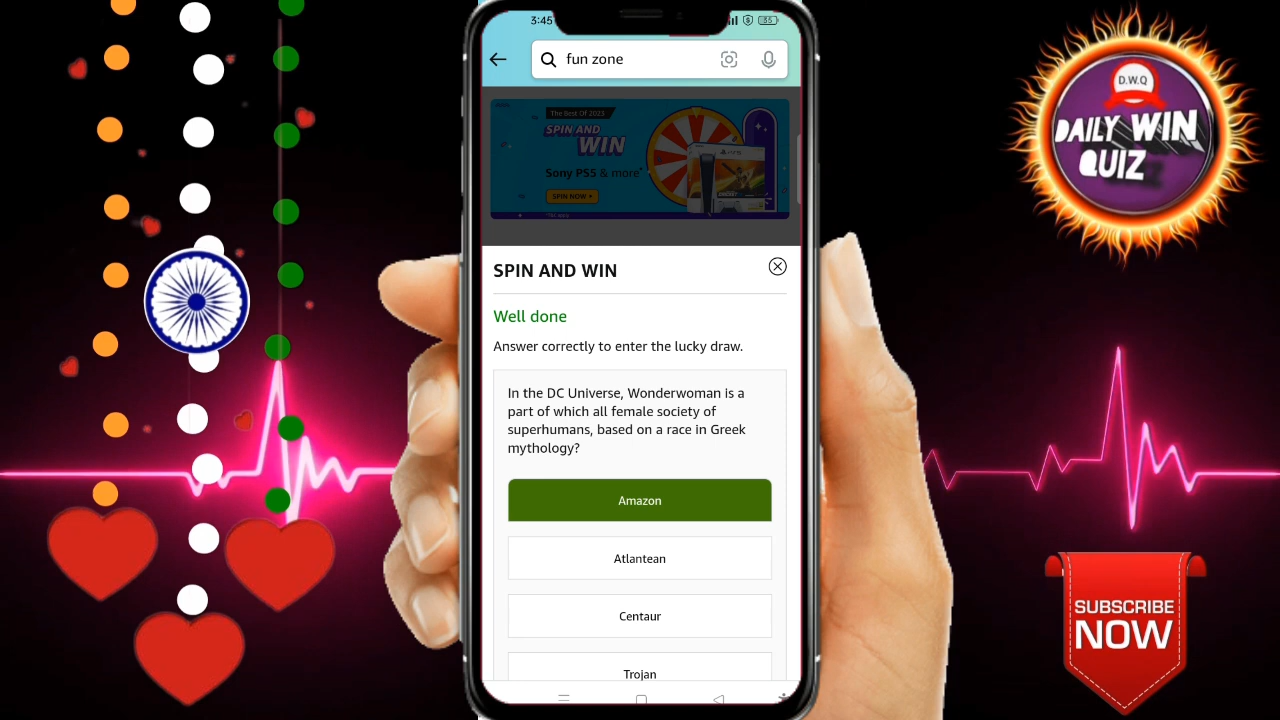 3:45
35
fun zone
The Best Of 2023
SPIN AND
WIN
Sony PS5 & more*
SPIN NOW
SPIN AND WIN
Well done
Answer correctly to enter the lucky draw.
In the DC Universe, Wonderwoman is a
part of which all female society of
superhumans, based on a race in Greek
mythology?
Amazon
Atlantean
Centaur
Trojan
D.W.Q
DAILY WIN
QUIZ
SUBSCRIBE
NOW